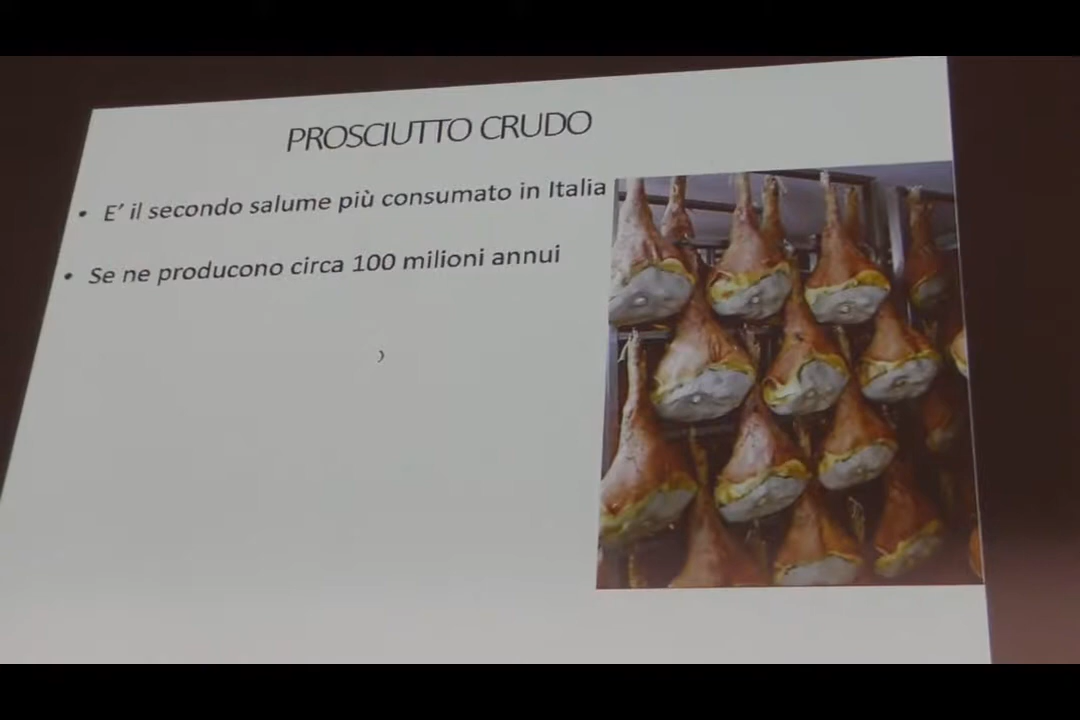 PROSCIUTTO CRUDO
• E’ il secondo salume più consumato in Italia
• Se ne producono circa 100 milioni annui